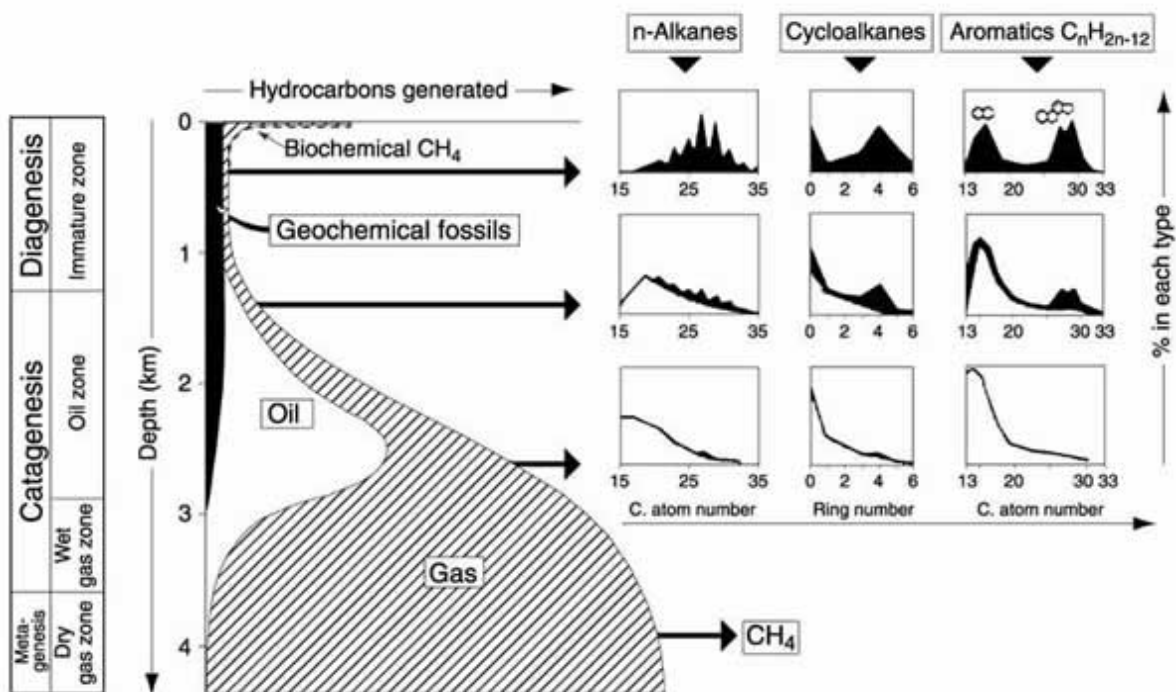 n-Alkanes
Cycloalkanes
Aromatics CₙH₂ₙ₋₁₂
Hydrocarbons generated
0
Biochemical CH₄
Geochemical fossils
1
2
Oil
3
Gas
4
CH₄
Depth (km)
Diagenesis
Immature zone
Catagenesis
Oil zone
Wet
gas zone
Meta-
genesis
Dry
gas zone
15 25 35
0 2 4 6
13 20 30 33
15 25 35
0 2 4 6
13 20 30 33
15 25 35
0 2 4 6
13 20 30 33
C. atom number
Ring number
C. atom number
% in each type